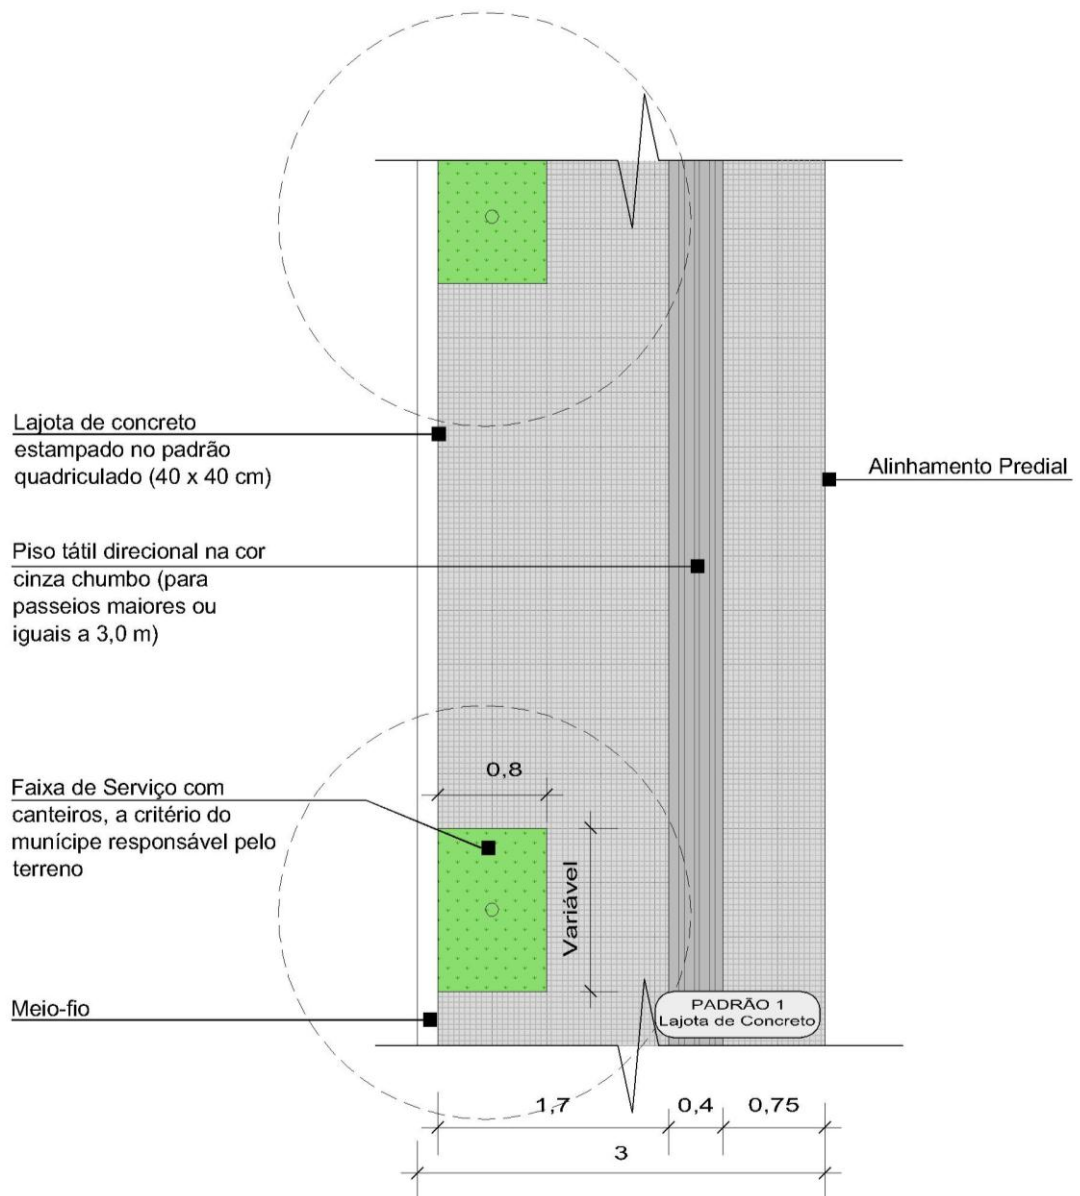 Lajota de concreto
estampado no padrão
quadriculado (40 x 40 cm)
Alinhamento Predial
Piso tátil direcional na cor
cinza chumbo (para
passeios maiores ou
iguais a 3,0 m)
0,8
Faixa de Serviço com
canteiros, a critério do
munícipe responsável pelo
terreno
Variável
Meio-fio
PADRÃO 1
Lajota de Concreto
1,7
0,4
0,75
3